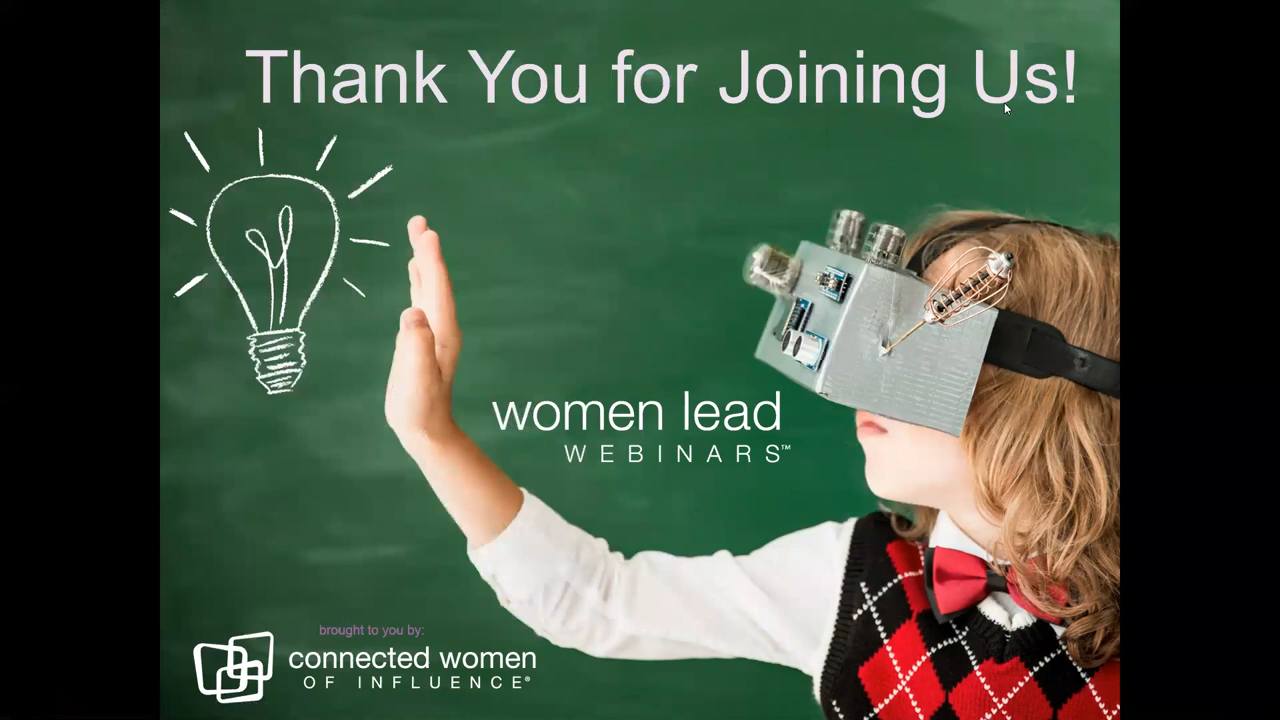 Thank You for Joining Us!
women lead
WEBINARS™
brought to you by:
connected women
OF INFLUENCE®